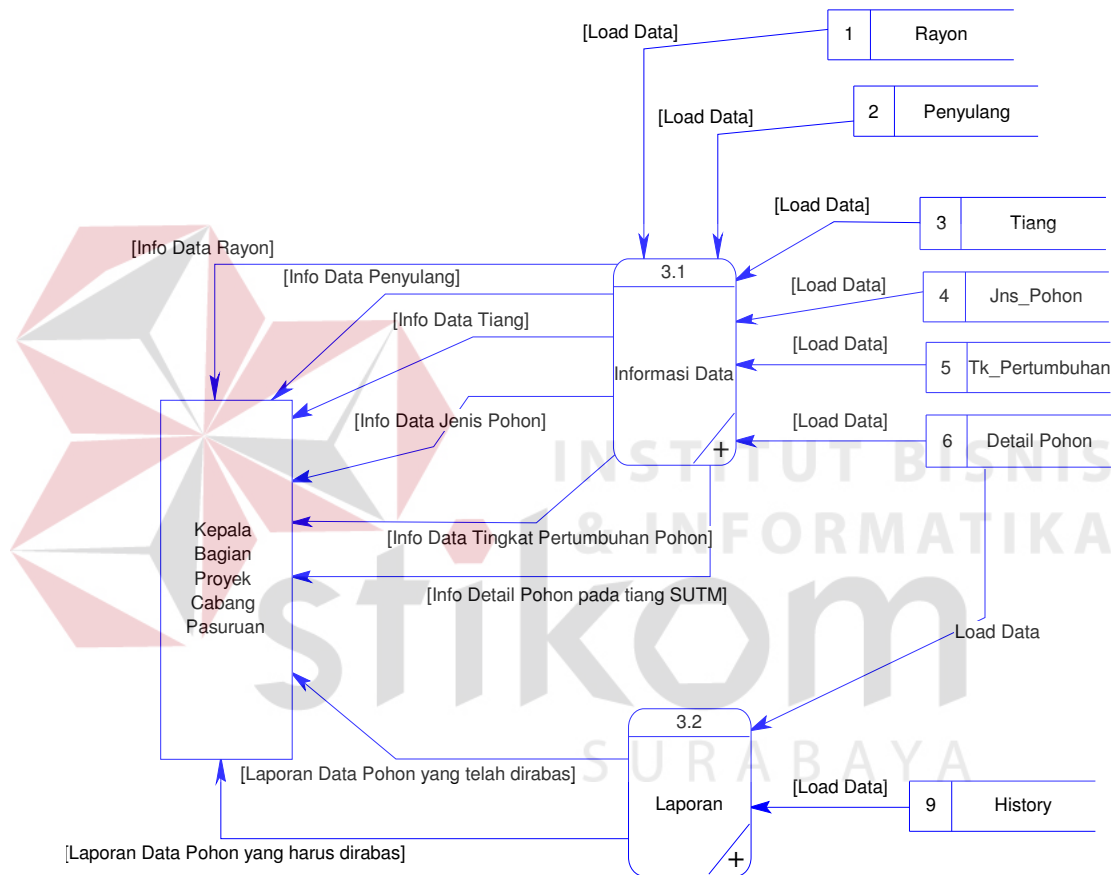 [Load Data]
1 Rayon
[Load Data]
2 Penyulang
[Load Data]
3 Tiang
[Info Data Rayon]
3.1
[Info Data Penyulang]
[Load Data]
4 Jns_Pohon
[Info Data Tiang]
[Load Data]
5 Tk_Pertumbuhan
Informasi Data
[Info Data Jenis Pohon]
[Load Data]
6 Detail Pohon
+
INSTITUT BISNIS
& INFORMATIKA
Kepala
Bagian
Proyek
Cabang
Pasuruan
[Info Data Tingkat Pertumbuhan Pohon]
[Info Detail Pohon pada tiang SUTM]
stikom
Load Data
3.2
SURABAYA
[Laporan Data Pohon yang telah dirabas]
[Load Data]
9 History
Laporan
[Laporan Data Pohon yang harus dirabas]
+